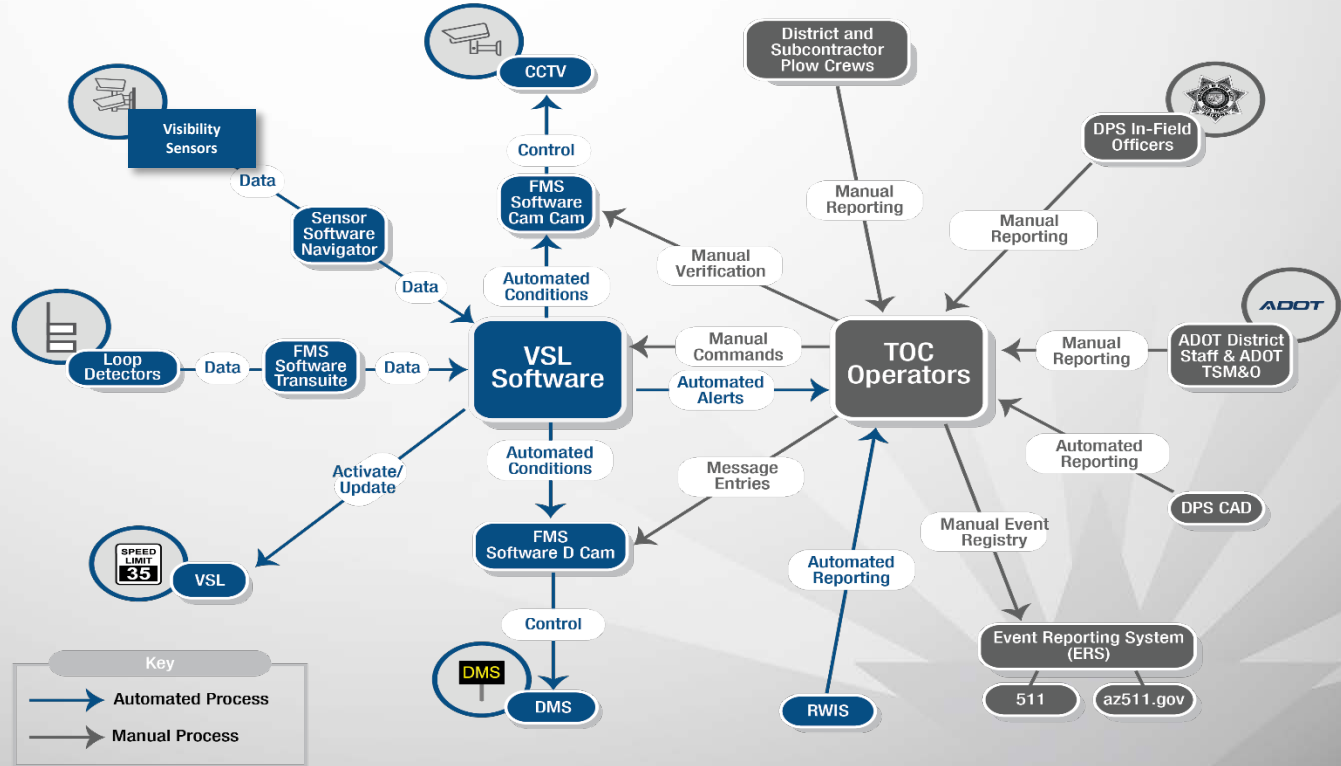 CCTV
District and
Subcontractor
Plow Crews
Visibility
Sensors
DPS In-Field
Officers
Control
Data
FMS
Software
Cam Cam
Manual
Reporting
Sensor
Software
Navigator
Manual
Reporting
Manual
Verification
Data
Automated
Conditions
ADOT
Loop
Detectors
Data
FMS
Software
Transuite
Data
VSL
Software
Manual
Commands
Automated
Alerts
TOC
Operators
Manual
Reporting
ADOT District
Staff & ADOT
TSM&O
Automated
Conditions
Message
Entries
Automated
Reporting
Activate/
Update
DPS CAD
Manual Event
Registry
FMS
Software D Cam
Automated
Reporting
SPEED
LIMIT
35
VSL
Control
Event Reporting System
(ERS)
511
az511.gov
DMS
DMS
RWIS
Key
Automated Process
Manual Process